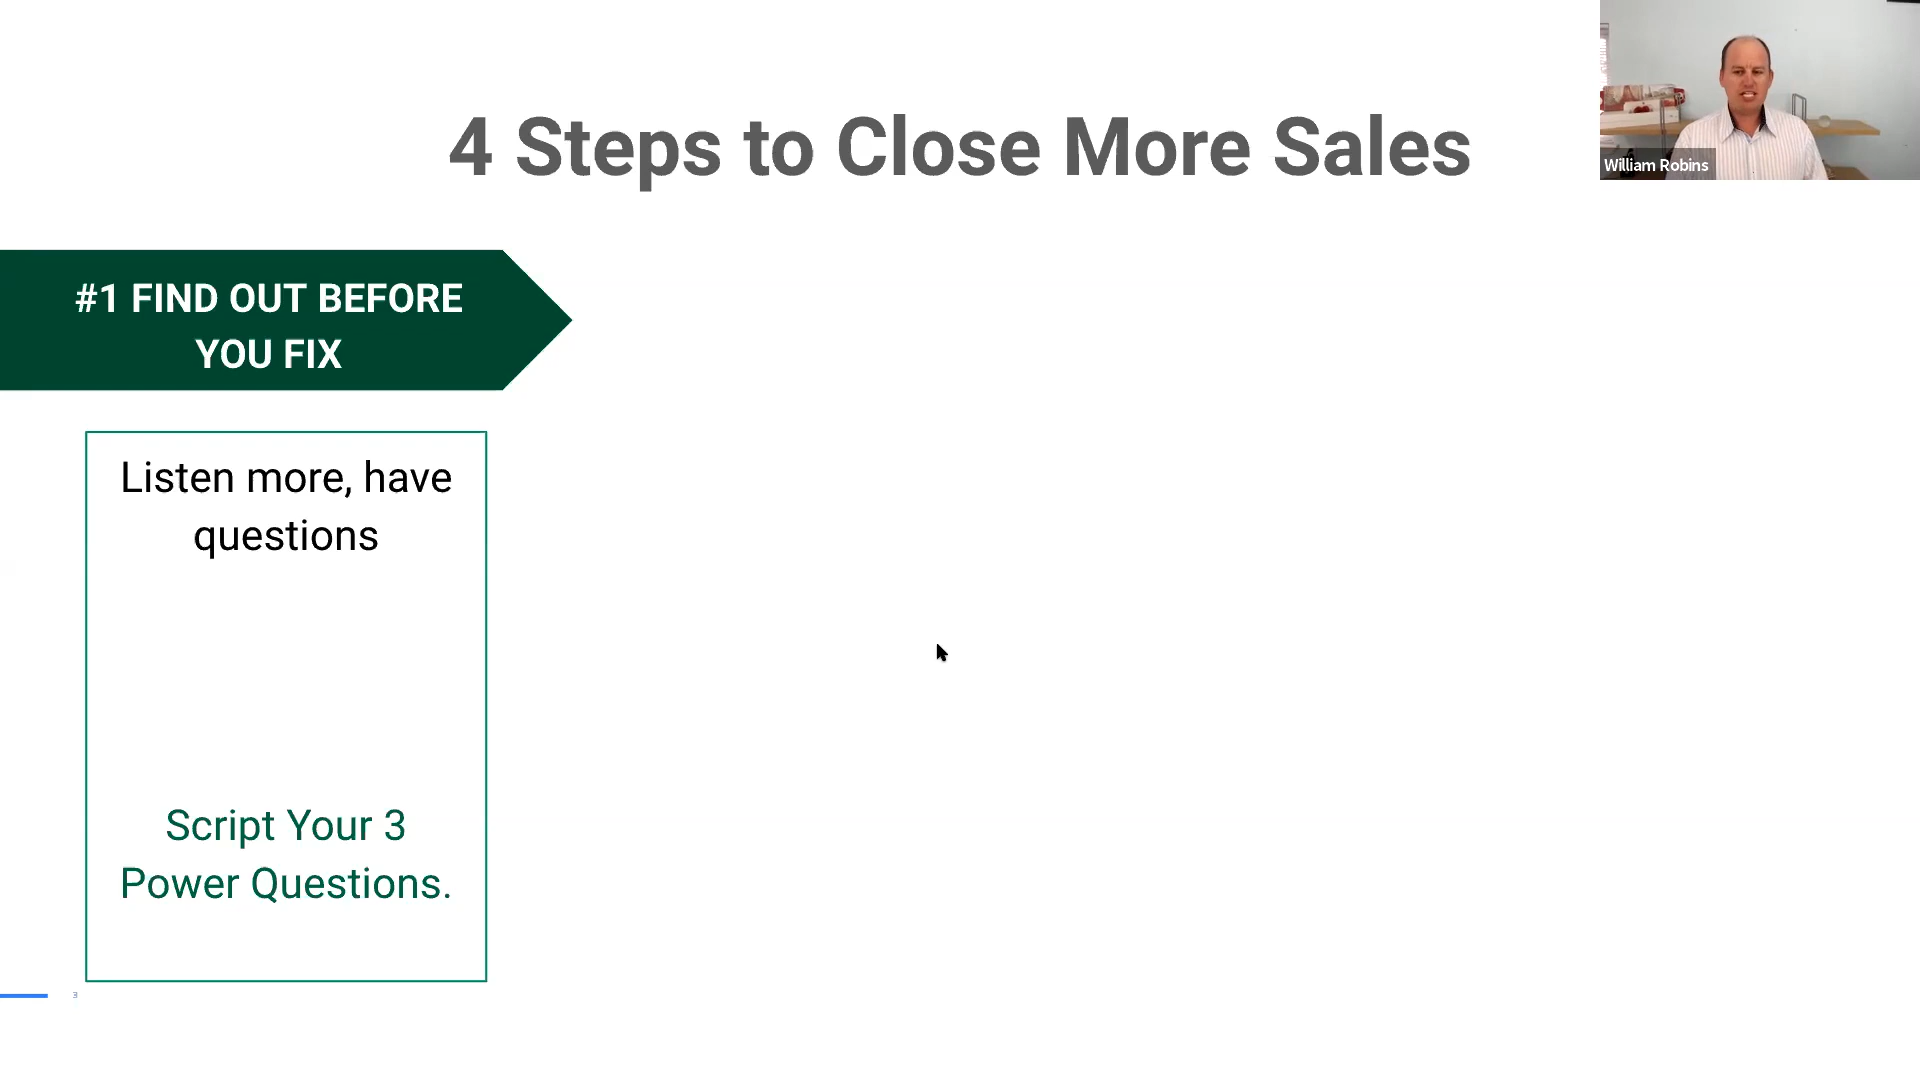 4 Steps to Close More Sales
William Robins
#1 FIND OUT BEFORE
YOU FIX
Listen more, have
questions
Script Your 3
Power Questions.
3